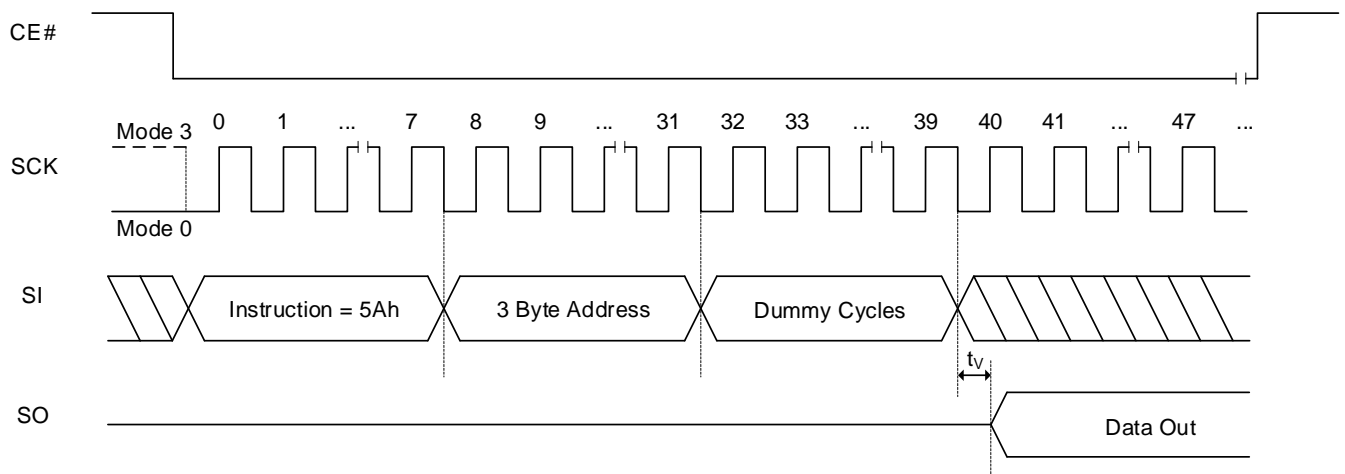 CE#
Mode 3
0 1 ... 7 8 9 ... 31 32 33 ... 39 40 41 ... 47 ...
SCK
Mode 0
SI
Instruction = 5Ah 3 Byte Address Dummy Cycles
tV
SO
Data Out